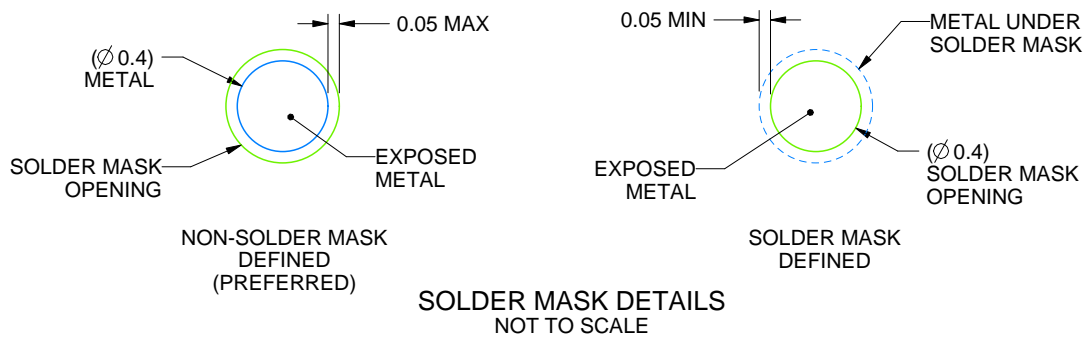 0.05 MAX
(∅ 0.4)
METAL
SOLDER MASK
OPENING
EXPOSED
METAL
NON-SOLDER MASK
DEFINED
(PREFERRED)
0.05 MIN
METAL UNDER
SOLDER MASK
EXPOSED
METAL
(∅ 0.4)
SOLDER MASK
OPENING
SOLDER MASK
DEFINED
SOLDER MASK DETAILS
NOT TO SCALE